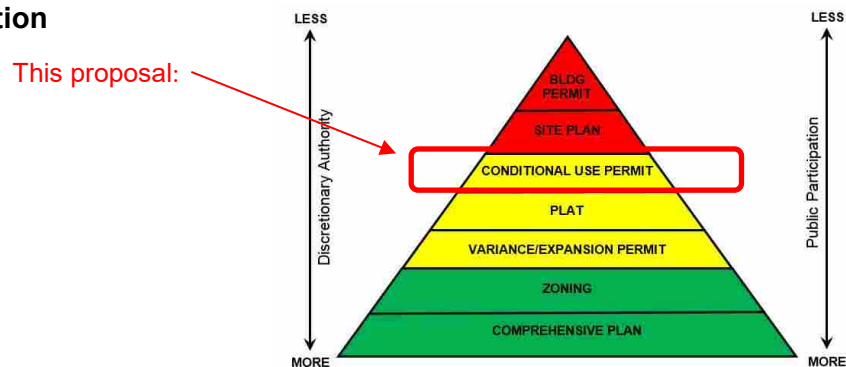 tion
This proposal:
LESS
LESS
Discretionary Authority
Public Participation
BLDG
PERMIT
SITE PLAN
CONDITIONAL USE PERMIT
PLAT
VARIANCE/EXPANSION PERMIT
ZONING
COMPREHENSIVE PLAN
MORE
MORE